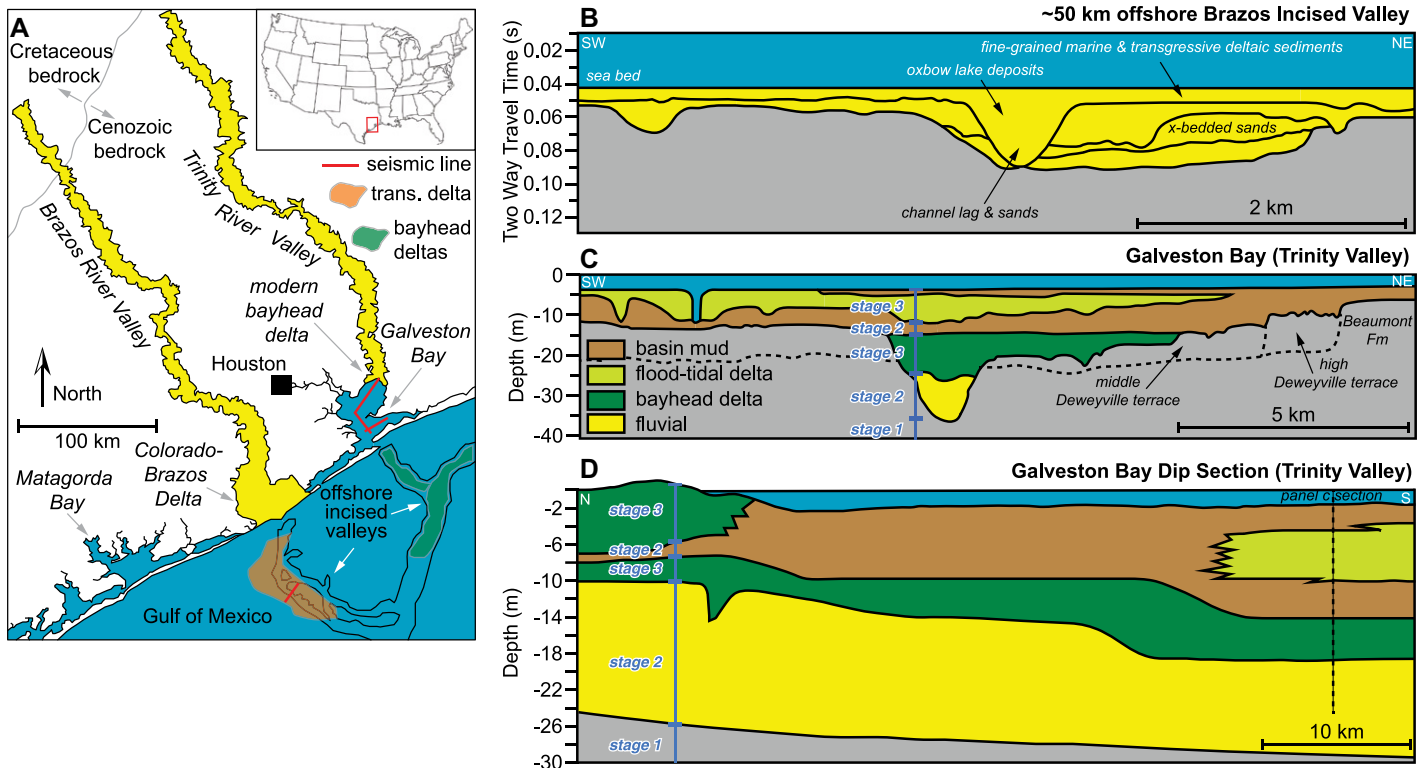 A
Cretaceous
bedrock
Cenozoic
bedrock
Trinity
River Valley
Brazos River Valley
seismic line
trans. delta
bayhead
deltas
modern
bayhead
delta
Galveston
Bay
Houston
North
100 km
Colorado-
Brazos
Delta
Matagorda
Bay
offshore
incised
valleys
Gulf of Mexico
B
~50 km offshore Brazos Incised Valley
Two Way Travel Time (s)
0.02
0.04
0.06
0.08
0.10
0.12
SW
NE
fine-grained marine & transgressive deltaic sediments
oxbow lake deposits
sea bed
x-bedded sands
channel lag & sands
2 km
C
Galveston Bay (Trinity Valley)
Depth (m)
0
-10
-20
-30
-40
SW
NE
stage 3
stage 2
stage 3
stage 2
stage 1
basin mud
flood-tidal delta
bayhead delta
fluvial
Beaumont
Fm
high
Deweyville terrace
middle
Deweyville terrace
5 km
D
Galveston Bay Dip Section (Trinity Valley)
Depth (m)
-2
-6
-10
-14
-18
-22
-26
-30
N
S
panel c section
stage 3
stage 2
stage 3
stage 2
stage 1
10 km